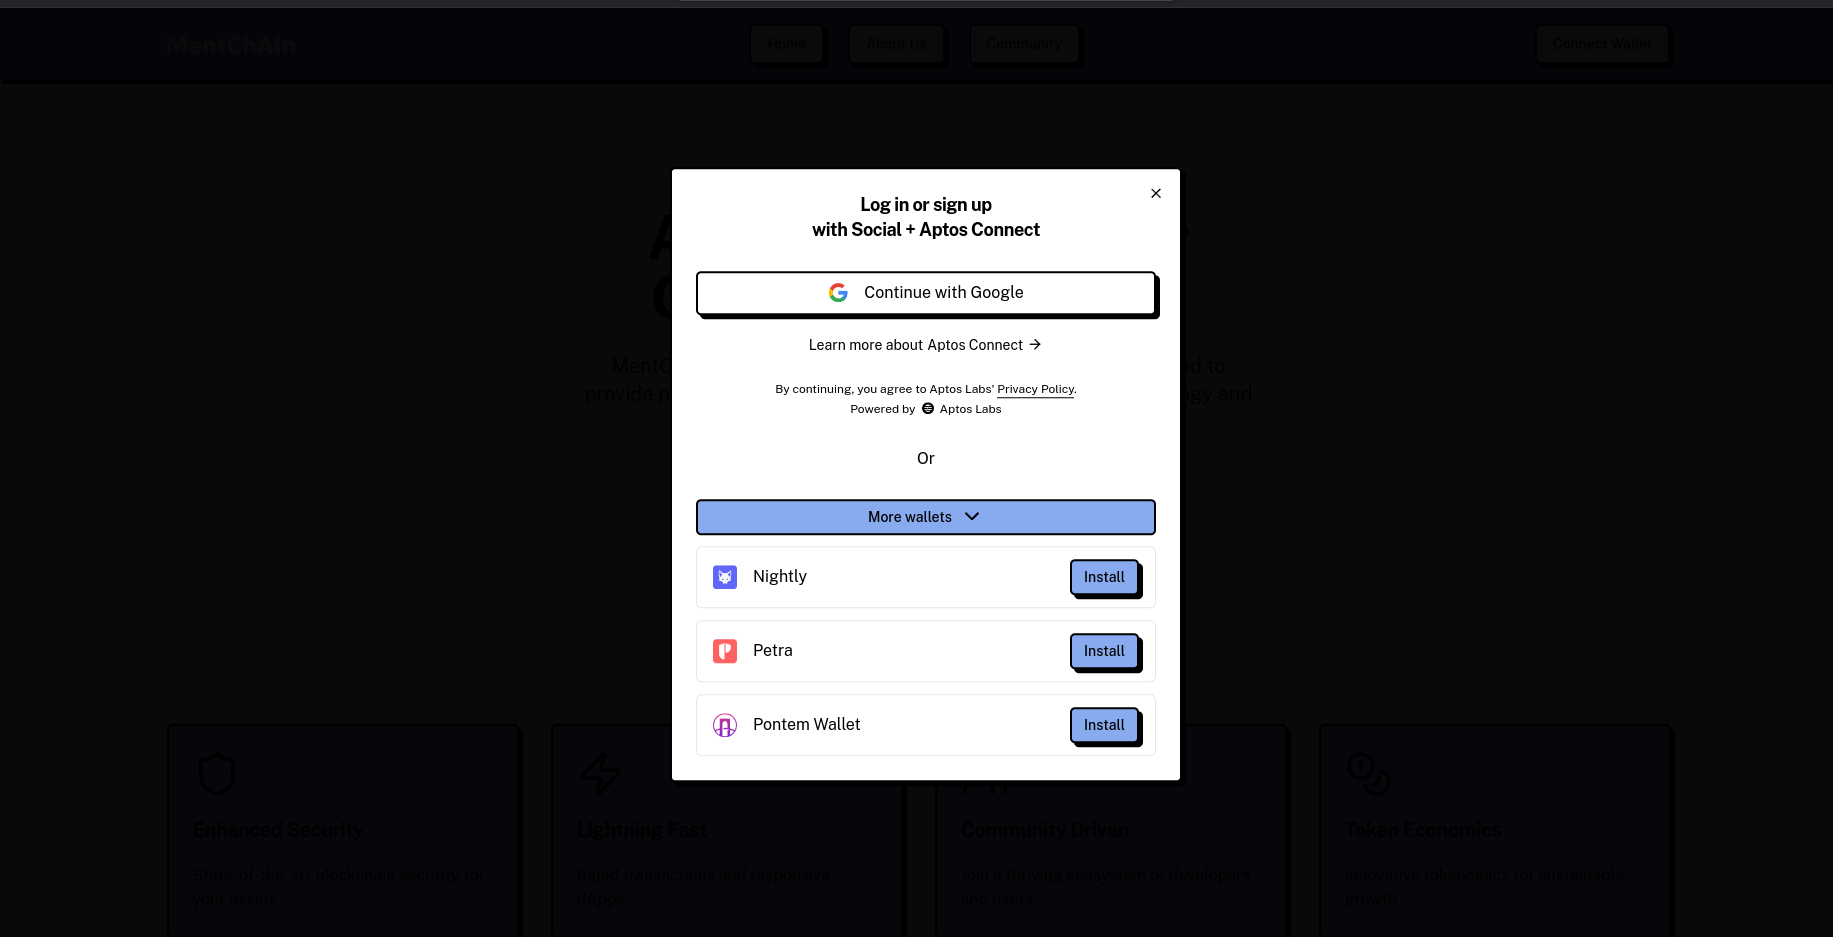 MentChAIn
Home
About Us
Community
Connect Wallet
Log in or sign up
with Social + Aptos Connect
Continue with Google
Learn more about Aptos Connect →
By continuing, you agree to Aptos Labs' Privacy Policy.
Powered by Aptos Labs
Or
More wallets
Nightly
Install
Petra
Install
Pontem Wallet
Install
Enhanced Security
State-of-the-art blockchain security for
your assets
Lightning Fast
Rapid transactions and responsive
dApps
Community Driven
Join a thriving ecosystem of developers
and users
Token Economics
Innovative tokenomics for sustainable
growth